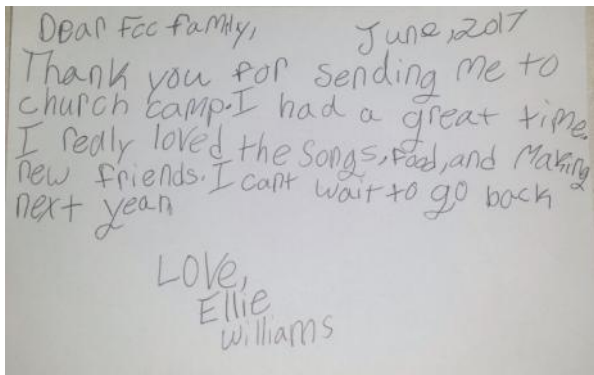 Dear Fcc family, June, 2017
Thank you for sending me to
church camp. I had a great time.
I realy loved the songs, food, and making
new friends. I cant wait to go back
next year
Love,
Ellie
Williams